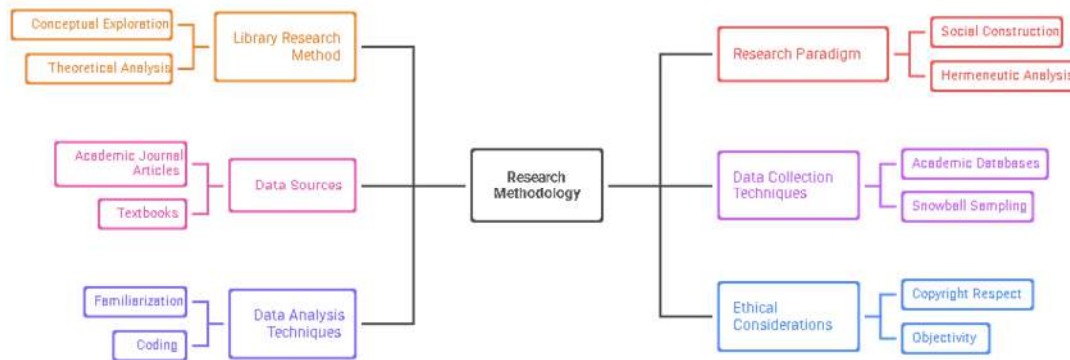 Conceptual Exploration
Theoretical Analysis
Library Research
Method
Academic Journal
Articles
Textbooks
Data Sources
Familiarization
Coding
Data Analysis
Techniques
Research
Methodology
Research Paradigm
Social Construction
Hermeneutic Analysis
Data Collection
Techniques
Academic Databases
Snowball Sampling
Ethical
Considerations
Copyright Respect
Objectivity